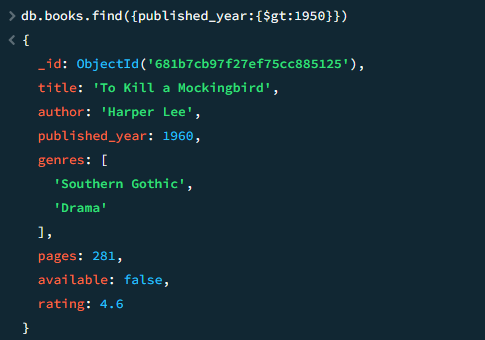 > db.books.find({published_year:{$gt:1950}})
< {
_id: ObjectId('681b7cb97f27ef75cc885125'),
title: 'To Kill a Mockingbird',
author: 'Harper Lee',
published_year: 1960,
genres: [
'Southern Gothic',
'Drama'
],
pages: 281,
available: false,
rating: 4.6
}